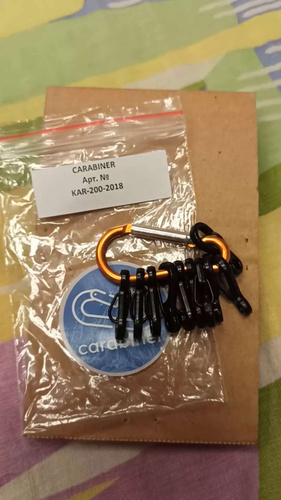 CARABINER
Арт. №
KAR-200-2018
carabiner